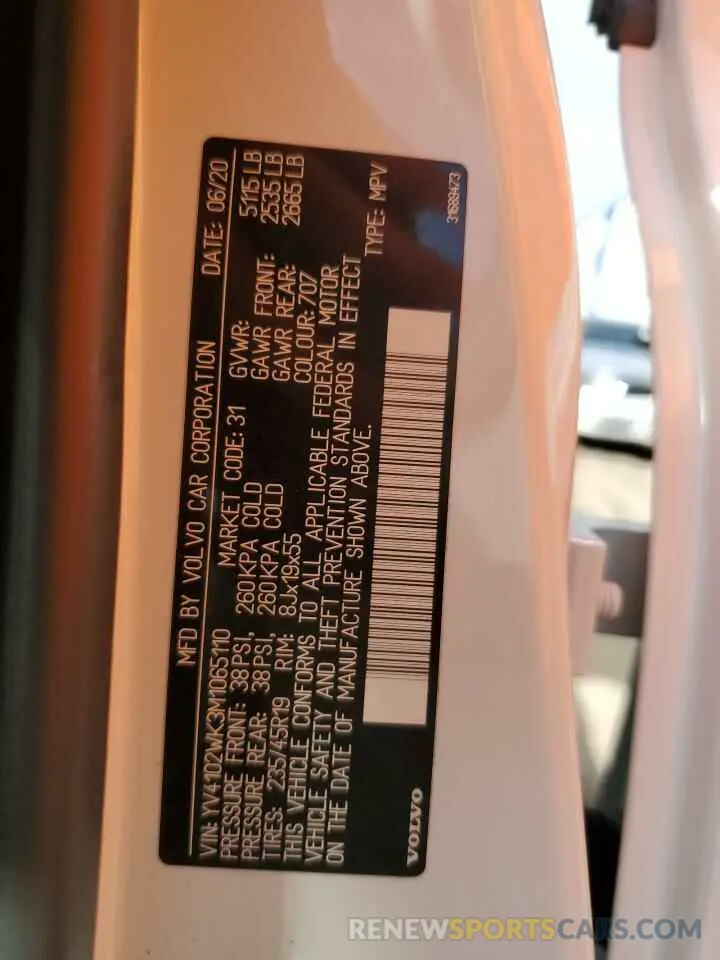 MFD BY VOLVO CAR CORPORATION DATE: 06/20
VIN: YV4102WK3M1065110 MARKET CODE: 31 GVWR: 5115 LB
PRESSURE FRONT: 38PSI, 260KPA COLD GAWR FRONT: 2535 LB
PRESSURE REAR: 38PSI, 260KPA COLD GAWR REAR: 2665 LB
TIRES: 235/45R19 RIM: 8Jx19x55 COLOUR: 707
THIS VEHICLE CONFORMS TO ALL APPLICABLE FEDERAL MOTOR
VEHICLE SAFETY AND THEFT PREVENTION STANDARDS IN EFFECT
ON THE DATE OF MANUFACTURE SHOWN ABOVE. TYPE: MPV
VOLVO
31689473
RENEWSPORTSCARS.COM